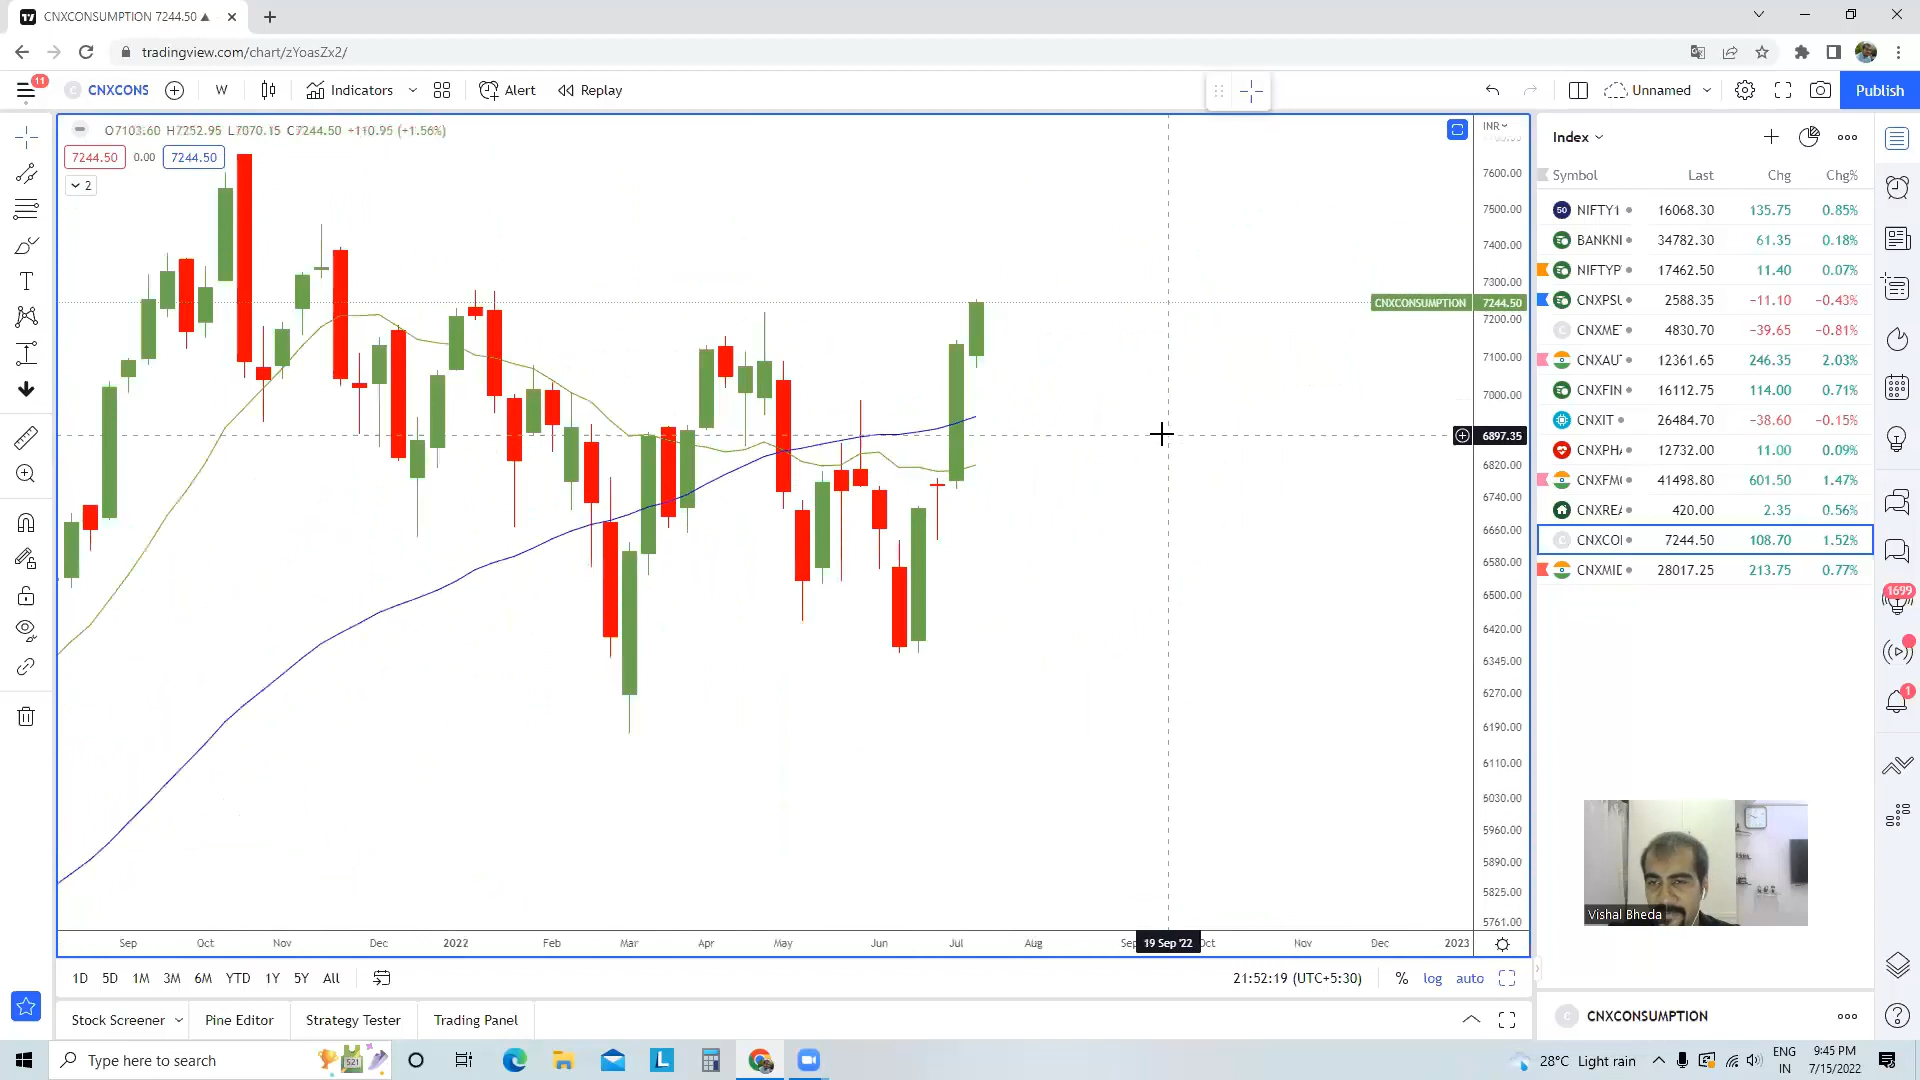 CNXCONSUMPTION 7244.50 ▲
tradingview.com/chart/zYoasZx2/
11
CNXCONS
W
Indicators
Alert
Replay
Unnamed
Publish
O7103.60 H7252.95 L7070.15 C7244.50 +110.95 (+1.56%)
7244.50 0.00 7244.50
2
INR
7600.00
7500.00
7400.00
7300.00
CNXCONSUMPTION 7244.50
7200.00
7100.00
7000.00
6897.35
6820.00
6740.00
6660.00
6580.00
6500.00
6420.00
6345.00
6270.00
6190.00
6110.00
6030.00
5960.00
5890.00
5825.00
5761.00
Sep Oct Nov Dec 2022 Feb Mar Apr May Jun Jul Aug 19 Sep '22 Oct Nov Dec 2023
1D 5D 1M 3M 6M YTD 1Y 5Y All
21:52:19 (UTC+5:30) % log auto
Stock Screener Pine Editor Strategy Tester Trading Panel
Index
Symbol Last Chg Chg%
50 NIFTY1 16068.30 135.75 0.85%
BANKNI 34782.30 61.35 0.18%
NIFTYP 17462.50 11.40 0.07%
CNXPSU 2588.35 −11.10 −0.43%
CNXME 4830.70 −39.65 −0.81%
CNXAU 12361.65 246.35 2.03%
CNXFIN 16112.75 114.00 0.71%
CNXIT 26484.70 −38.60 −0.15%
CNXPH 12732.00 11.00 0.09%
CNXFM 41498.80 601.50 1.47%
CNXREA 420.00 2.35 0.56%
C CNXCO 7244.50 108.70 1.52%
CNXMID 28017.25 213.75 0.77%
1699
1
Vishal Bheda
C CNXCONSUMPTION
Type here to search
521
L
28°C Light rain
ENG
IN
9:45 PM
7/15/2022